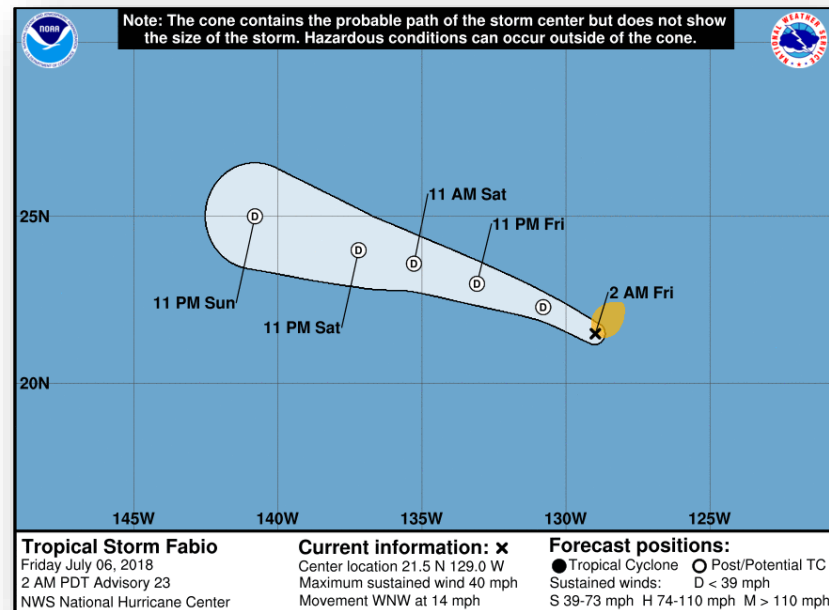 Note: The cone contains the probable path of the storm center but does not show
the size of the storm. Hazardous conditions can occur outside of the cone.
NOAA
NATIONAL WEATHER SERVICE
11 AM Sat
25N
D
11 PM Fri
D
D
D
2 AM Fri
11 PM Sun
D
11 PM Sat
20N
145W 140W 135W 130W 125W
Tropical Storm Fabio
Friday July 06, 2018
2 AM PDT Advisory 23
NWS National Hurricane Center
Current information: x
Center location 21.5 N 129.0 W
Maximum sustained wind 40 mph
Movement WNW at 14 mph
Forecast positions:
Tropical Cyclone Post/Potential TC
Sustained winds: D < 39 mph
S 39-73 mph H 74-110 mph M > 110 mph